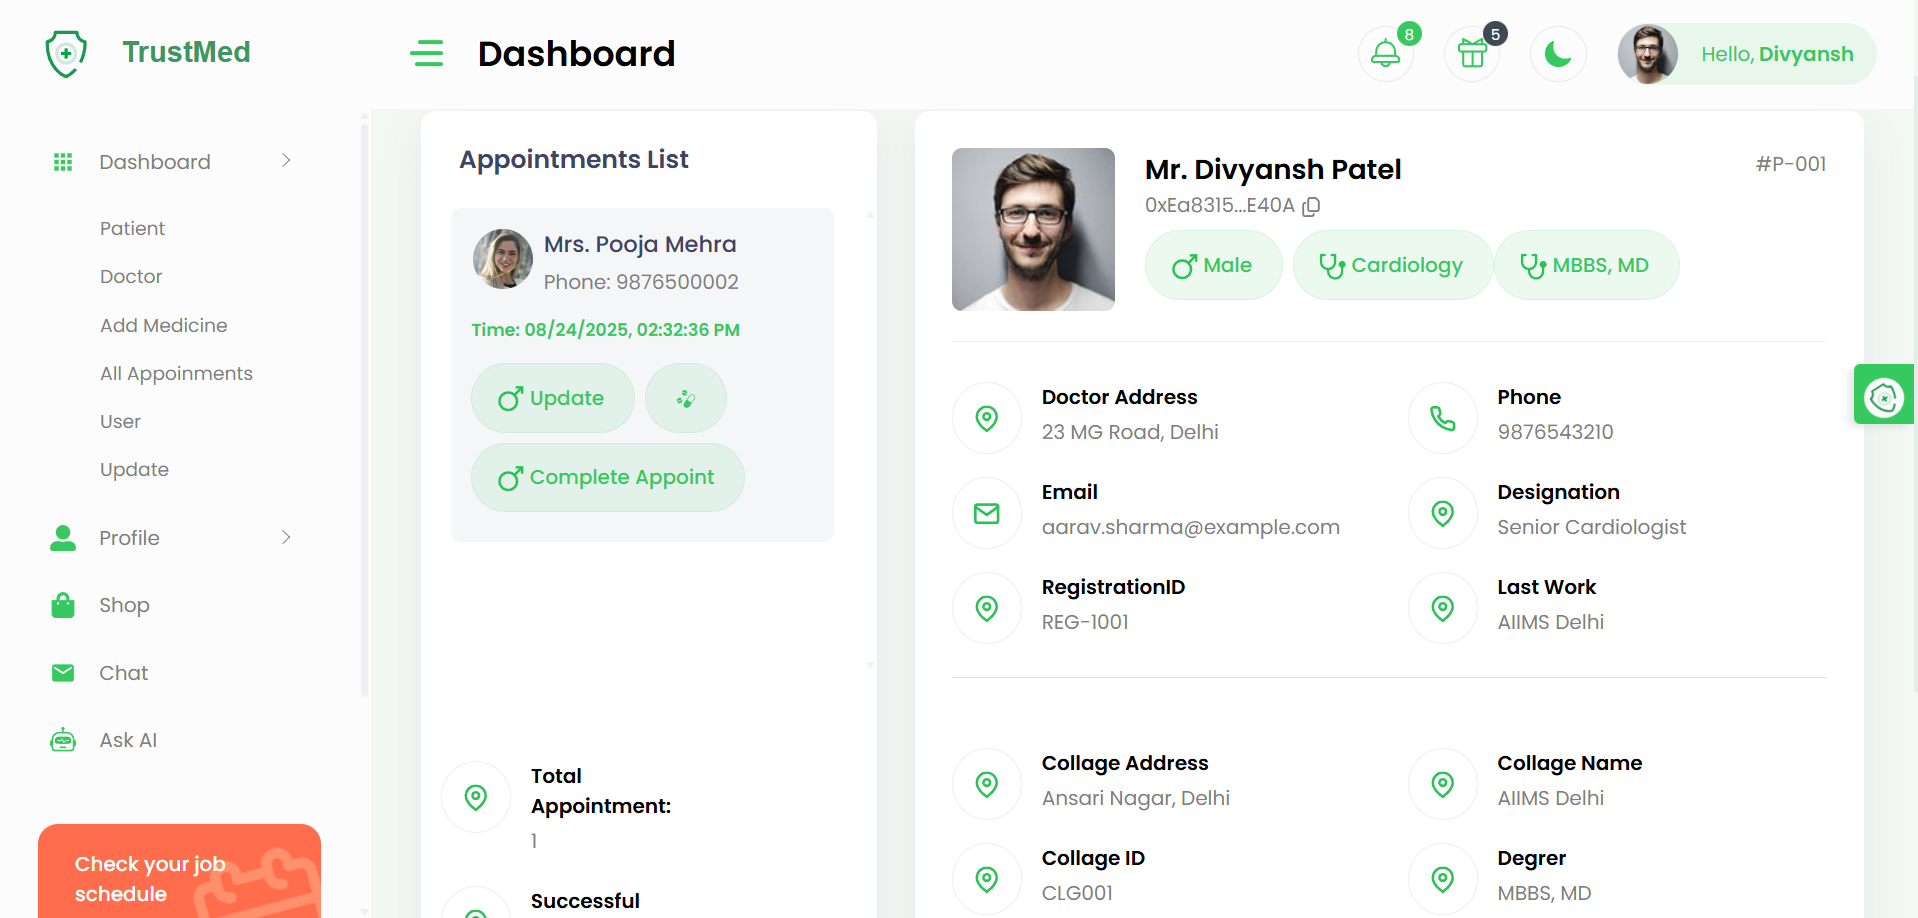 TrustMed
Dashboard
8
5
Hello, Divyansh
Dashboard
Patient
Doctor
Add Medicine
All Appoinments
User
Update
Profile
Shop
Chat
Ask AI
Check your job
schedule
Appointments List
Mrs. Pooja Mehra
Phone: 9876500002
Time: 08/24/2025, 02:32:36 PM
Update
Complete Appoint
Total
Appointment:
1
Successful
Mr. Divyansh Patel
#P-001
0xEa8315...E40A
Male
Cardiology
MBBS, MD
Doctor Address
23 MG Road, Delhi
Phone
9876543210
Email
aarav.sharma@example.com
Designation
Senior Cardiologist
RegistrationID
REG-1001
Last Work
AIIMS Delhi
Collage Address
Ansari Nagar, Delhi
Collage Name
AIIMS Delhi
Collage ID
CLG001
Degrer
MBBS, MD